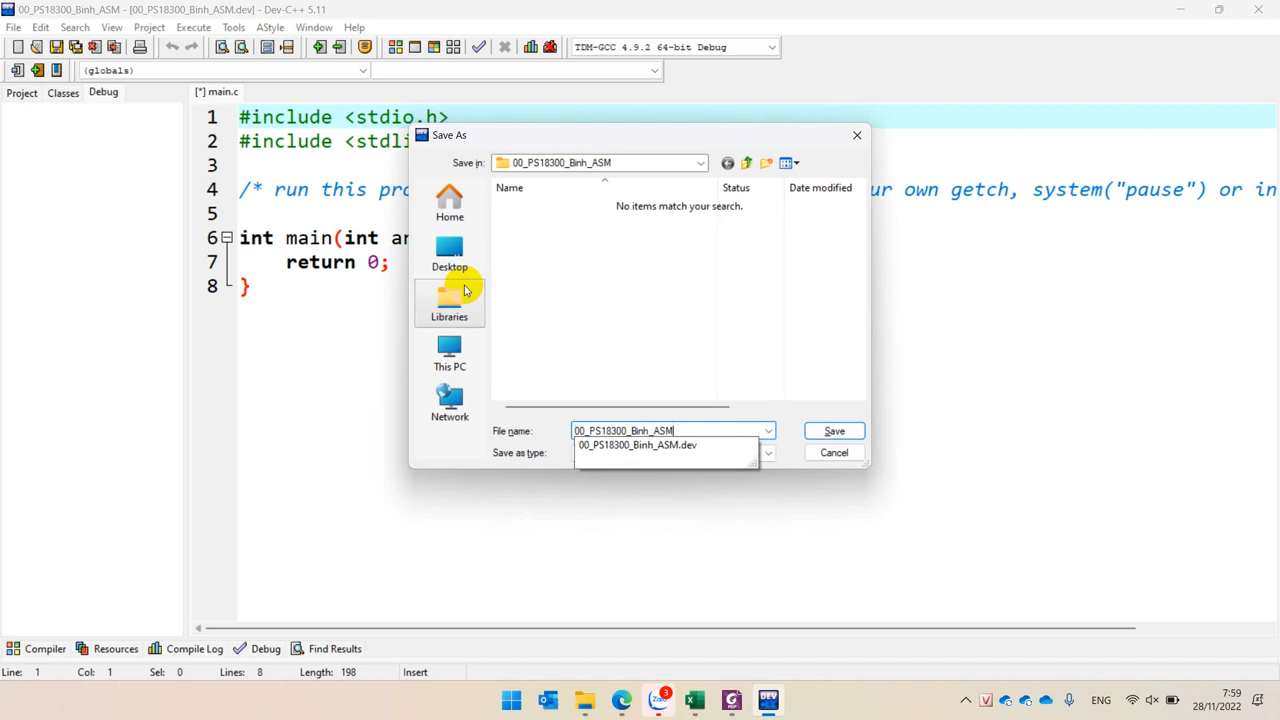 00_PS18300_Binh_ASM - [00_PS18300_Binh_ASM.dev] - Dev-C++ 5.11
File Edit Search View Project Execute Tools AStyle Window Help
TDM-GCC 4.9.2 64-bit Debug
(globals)
Project Classes Debug
[*] main.c
1 #include <stdio.h>
2 #include <stdli
3
4 /* run this pro
ur own getch, system("pause") or in
5
6 int main(int ar
7 return 0;
8 }
Save As
Save in: 00_PS18300_Binh_ASM
Name Status Date modified
No items match your search.
Home
Desktop
Libraries
This PC
Network
File name: 00_PS18300_Binh_ASM Save
00_PS18300_Binh_ASM.dev
Save as type: Cancel
Compiler Resources Compile Log Debug Find Results
Line: 1 Col: 1 Sel: 0 Lines: 8 Length: 198 Insert
Zalo
3
PDF
DEV
ENG
7:59
28/11/2022